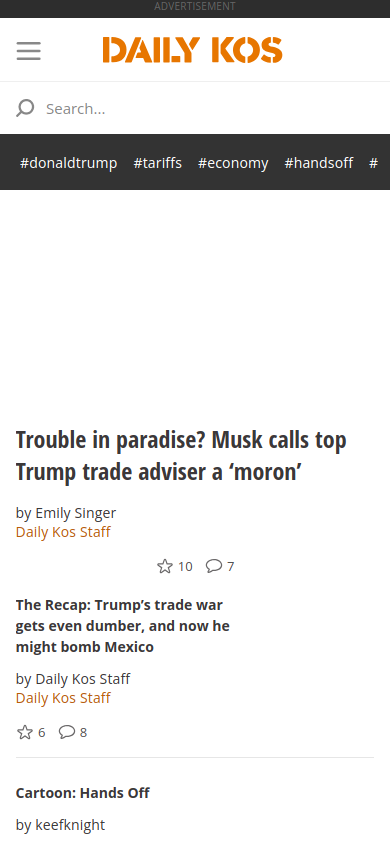 ADVERTISEMENT
DAILY KOS
Search...
#donaldtrump #tariffs #economy #handsoff #
Trouble in paradise? Musk calls top
Trump trade adviser a ‘moron’
by Emily Singer
Daily Kos Staff
10 7
The Recap: Trump’s trade war
gets even dumber, and now he
might bomb Mexico
by Daily Kos Staff
Daily Kos Staff
6 8
Cartoon: Hands Off
by keefknight